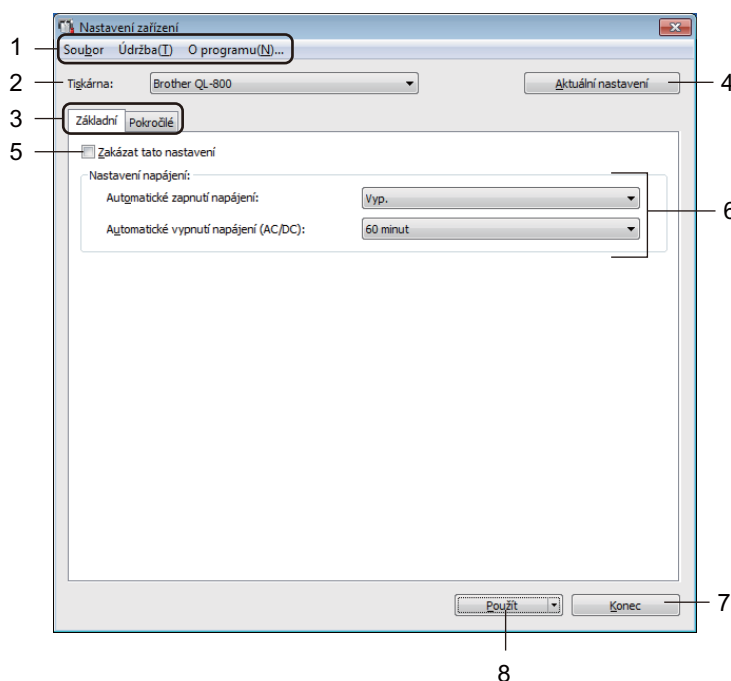 Nastavení zařízení
1
Soubor Údržba(T) O programu(N)...
2
Tiskárna: Brother QL-800 Aktuální nastavení
4
3
Základní Pokročilé
5
Zakázat tato nastavení
Nastavení napájení:
Automatické zapnutí napájení: Vyp.
6
Automatické vypnutí napájení (AC/DC): 60 minut
Použít Konec
7
8